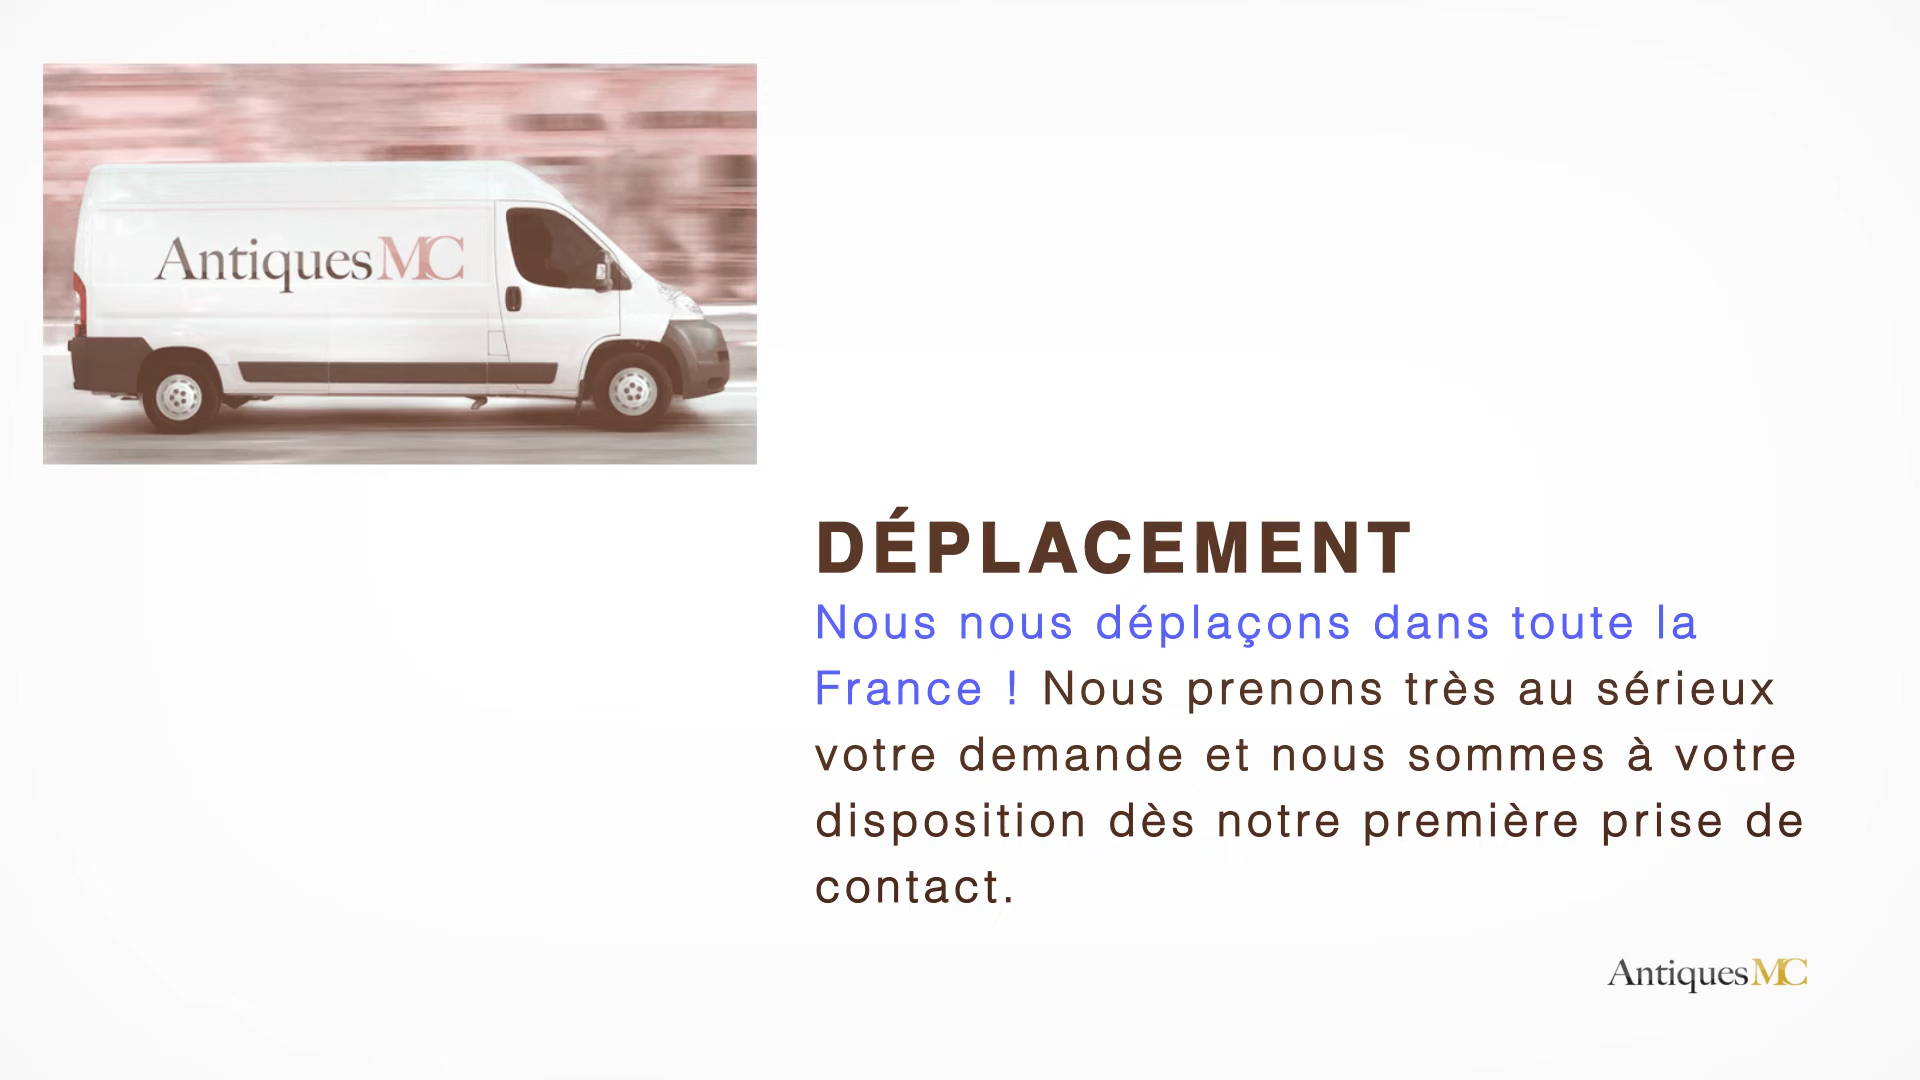 AntiquesMC
DÉPLACEMENT
Nous nous déplaçons dans toute la
France ! Nous prenons très au sérieux
votre demande et nous sommes à votre
disposition dès notre première prise de
contact.
AntiquesMC